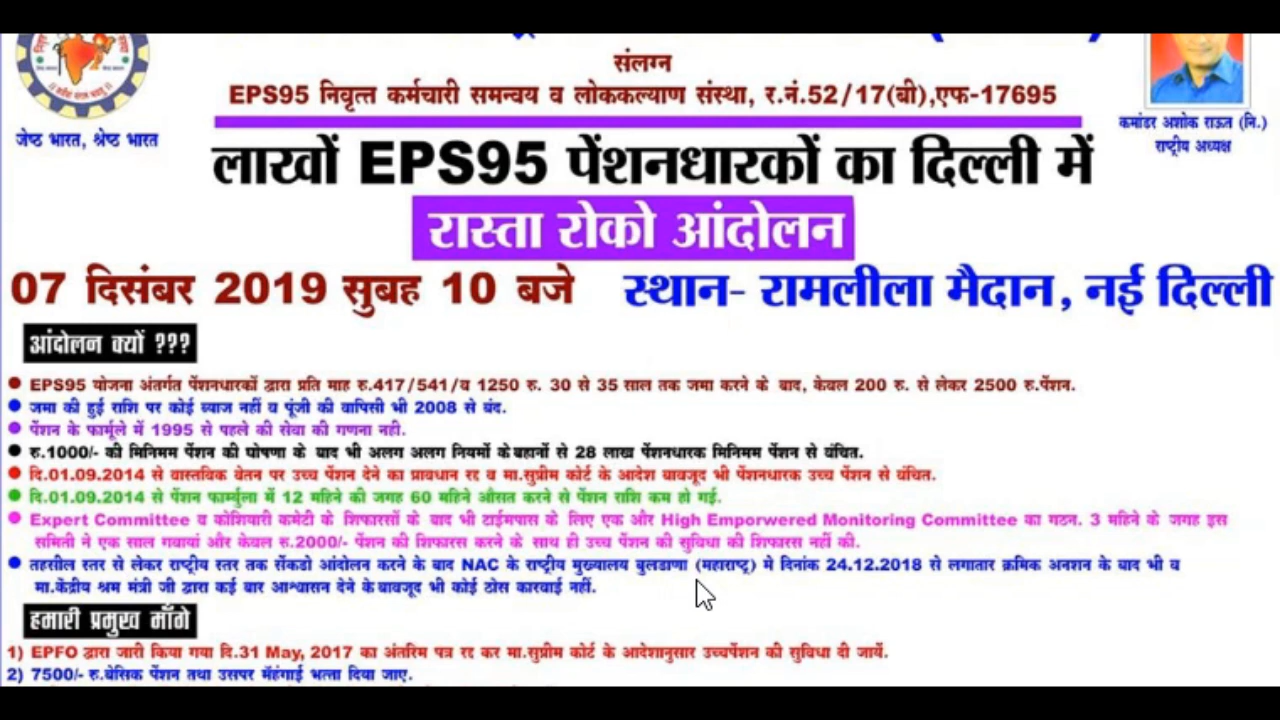 संलग्न
EPS95 निवृत्त कर्मचारी समन्वय व लोककल्याण संस्था, र.नं.52/17(बी),एफ-17695
जेष्ठ भारत, श्रेष्ठ भारत
कमांडर अशोक राऊत (नि.)
राष्ट्रीय अध्यक्ष
लाखों EPS95 पेंशनधारकों का दिल्ली में
रास्ता रोको आंदोलन
07 दिसंबर 2019 सुबह 10 बजे स्थान- रामलीला मैदान, नई दिल्ली
आंदोलन क्यों ???
EPS95 योजना अंतर्गत पेंशनधारकों द्वारा प्रति माह रु.417/541/व 1250 रु. 30 से 35 साल तक जमा करने के बाद, केवल 200 रु. से लेकर 2500 रु.पेंशन.
जमा की हुई राशि पर कोई ब्याज नहीं व पूंजी की वापिसी भी 2008 से बंद.
पेंशन के फार्मूले में 1995 से पहले की सेवा की गणना नही.
रु.1000/- की मिनिमम पेंशन की घोषणा के बाद भी अलग अलग नियमों के बहानों से 28 लाख पेंशनधारक मिनिमम पेंशन से वंचित.
दि.01.09.2014 से वास्तविक वेतन पर उच्च पेंशन देने का प्रावधान रद्द व मा.सुप्रीम कोर्ट के आदेश बावजूद भी पेंशनधारक उच्च पेंशन से वंचित.
दि.01.09.2014 से पेंशन फार्म्युला में 12 महिने की जगह 60 महिने औसत करने से पेंशन राशि कम हो गई.
Expert Committee व कोशियारी कमेटी के शिफारसों के बाद भी टाईमपास के लिए एक और High Emporwered Monitoring Committee का गठन. 3 महिने के जगह इस
समिती ने एक साल गवायां और केवल रु.2000/- पेंशन की शिफारस करने के साथ ही उच्च पेंशन की सुविधा की शिफारस नहीं की.
तहसील स्तर से लेकर राष्ट्रीय स्तर तक सेंकडो आंदोलन करने के बाद NAC के राष्ट्रीय मुख्यालय बुलडाणा (महाराष्ट्र) मे दिनांक 24.12.2018 से लगातार क्रमिक अनशन के बाद भी व
मा.केंद्रीय श्रम मंत्री जी द्वारा कई बार आश्वासन देने के बावजूद भी कोई ठोस कारवाई नहीं.
हमारी प्रमुख माँगे
1) EPFO द्वारा जारी किया गया दि.31 May, 2017 का अंतरिम पत्र रद्द कर मा.सुप्रीम कोर्ट के आदेशानुसार उच्चपेंशन की सुविधा दी जायें.
2) 7500/- रु.बेसिक पेंशन तथा उसपर मॅहंगाई भत्ता दिया जाए.